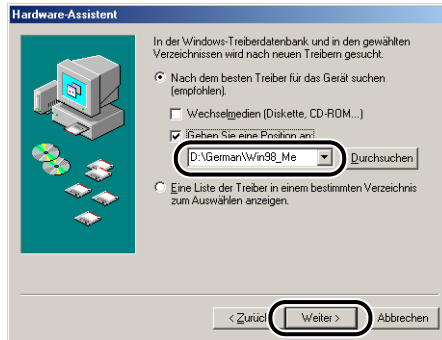 Hardware-Assistent
In der Windows-Treiberdatenbank und in den gewählten
Verzeichnissen wird nach neuen Treibern gesucht.
Nach dem besten Treiber für das Gerät suchen
(empfohlen).
Wechselmedien (Diskette, CD-ROM...)
Geben Sie eine Position an:
D:\German\Win98_Me
Durchsuchen
Eine Liste der Treiber in einem bestimmten Verzeichnis
zum Auswählen anzeigen.
< Zurück Weiter > Abbrechen